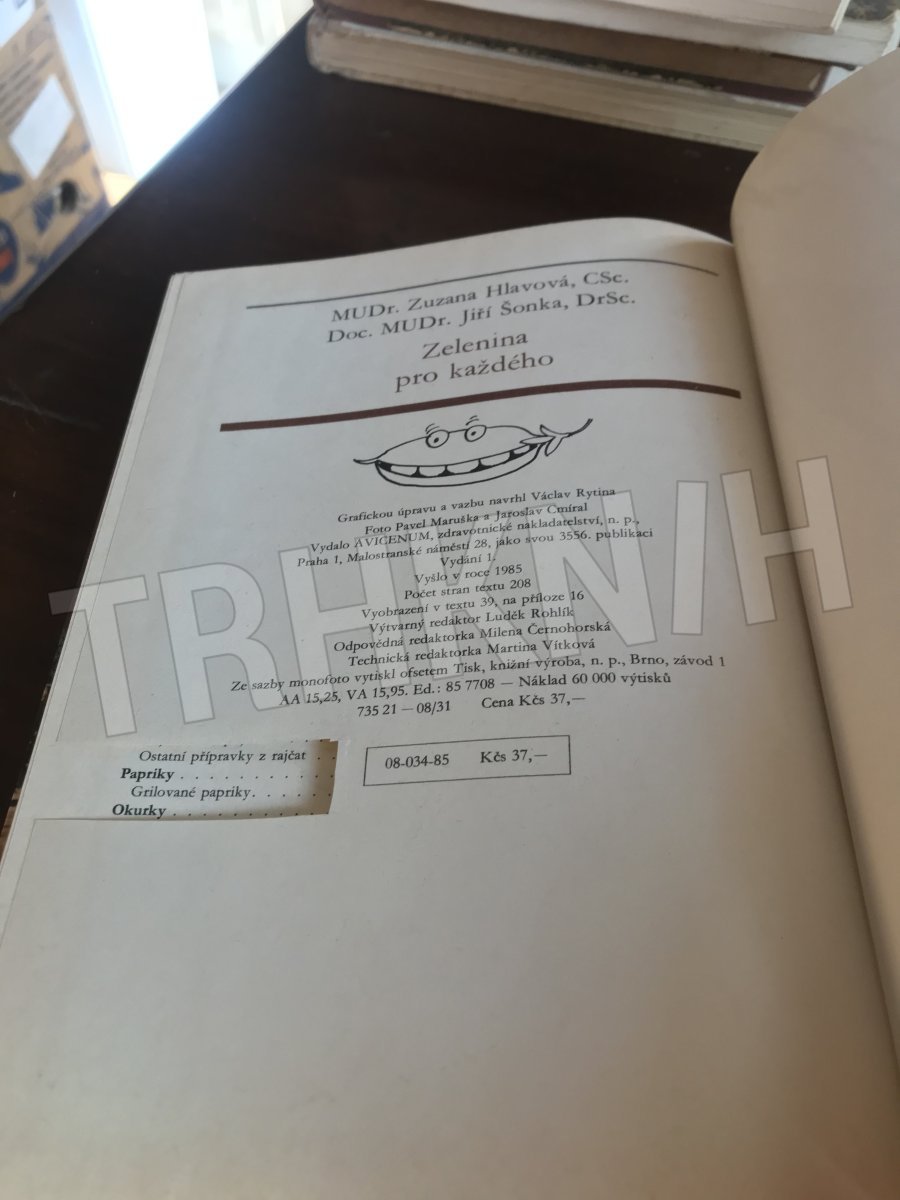 MUDr. Zuzana Hlavová, CSc.
Doc. MUDr. Jiří Šonka, DrSc.
Zelenina
pro každého
Grafickou úpravu a vazbu navrhl Václav Rytina
Foto Pavel Maruška a Jaroslav Čmíral
Vydalo AVICENUM, zdravotnické nakladatelství, n. p.,
Praha 1, Malostranské náměstí 28, jako svou 3556. publikaci
Vydání 1.
Vyšlo v roce 1985
Počet stran textu 208
Vyobrazení v textu 39, na příloze 16
Výtvarný redaktor Luděk Rohlík
Odpovědná redaktorka Milena Černohorská
Technická redaktorka Martina Vítková
Ze sazby monofoto vytiskl ofsetem Tisk, knižní výroba, n. p., Brno, závod 1
AA 15,25, VA 15,95. Ed.: 85 7708 — Náklad 60 000 výtisků
735 21 — 08/31 Cena Kčs 37,—
08-034-85 Kčs 37,—
Ostatní přípravky z rajčat . .
Papriky . . . . . . . . . . .
Grilované papriky. . . . . .
Okurky . . . . . . . . . . .
TRHKNIH